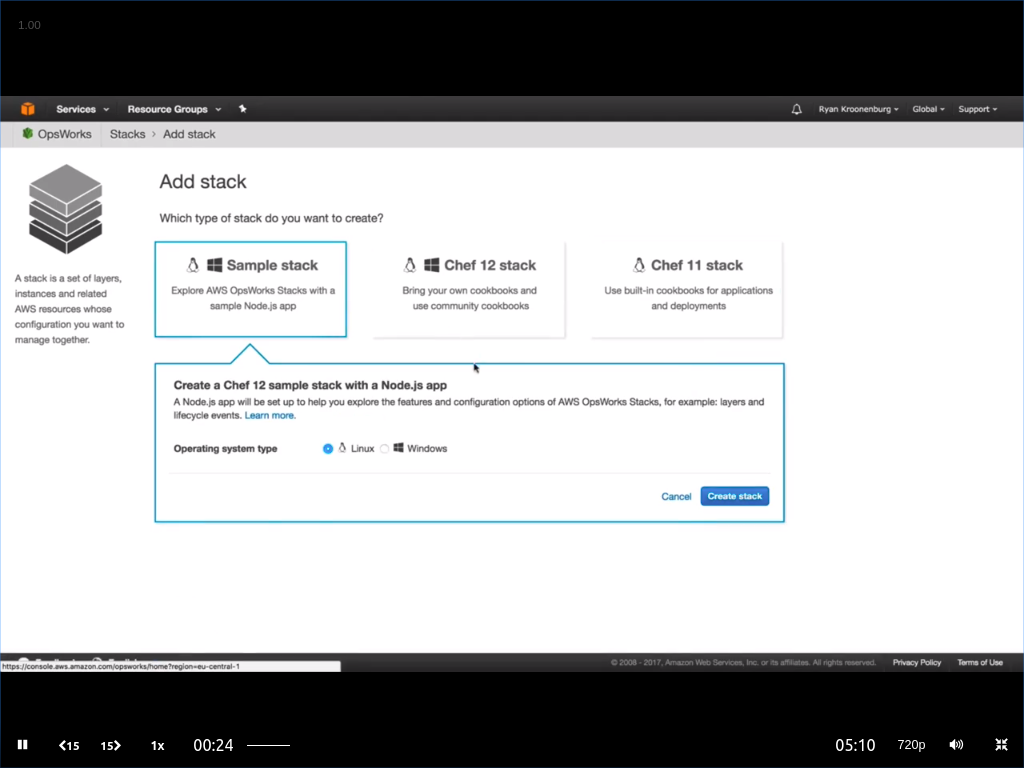 1.00
Services
Resource Groups
Ryan Kroonenburg
Global
Support
OpsWorks
Stacks
Add stack
A stack is a set of layers,
instances and related
AWS resources whose
configuration you want to
manage together.
Add stack
Which type of stack do you want to create?
Sample stack
Explore AWS OpsWorks Stacks with a
sample Node.js app
Chef 12 stack
Bring your own cookbooks and
use community cookbooks
Chef 11 stack
Use built-in cookbooks for applications
and deployments
Create a Chef 12 sample stack with a Node.js app
A Node.js app will be set up to help you explore the features and configuration options of AWS OpsWorks Stacks, for example: layers and
lifecycle events. Learn more.
Operating system type
Linux
Windows
Cancel
Create stack
https://console.aws.amazon.com/opsworks/home?region=eu-central-1
© 2008 - 2017, Amazon Web Services, Inc. or its affiliates. All rights reserved.
Privacy Policy
Terms of Use
15
15
1x
00:24
05:10
720p